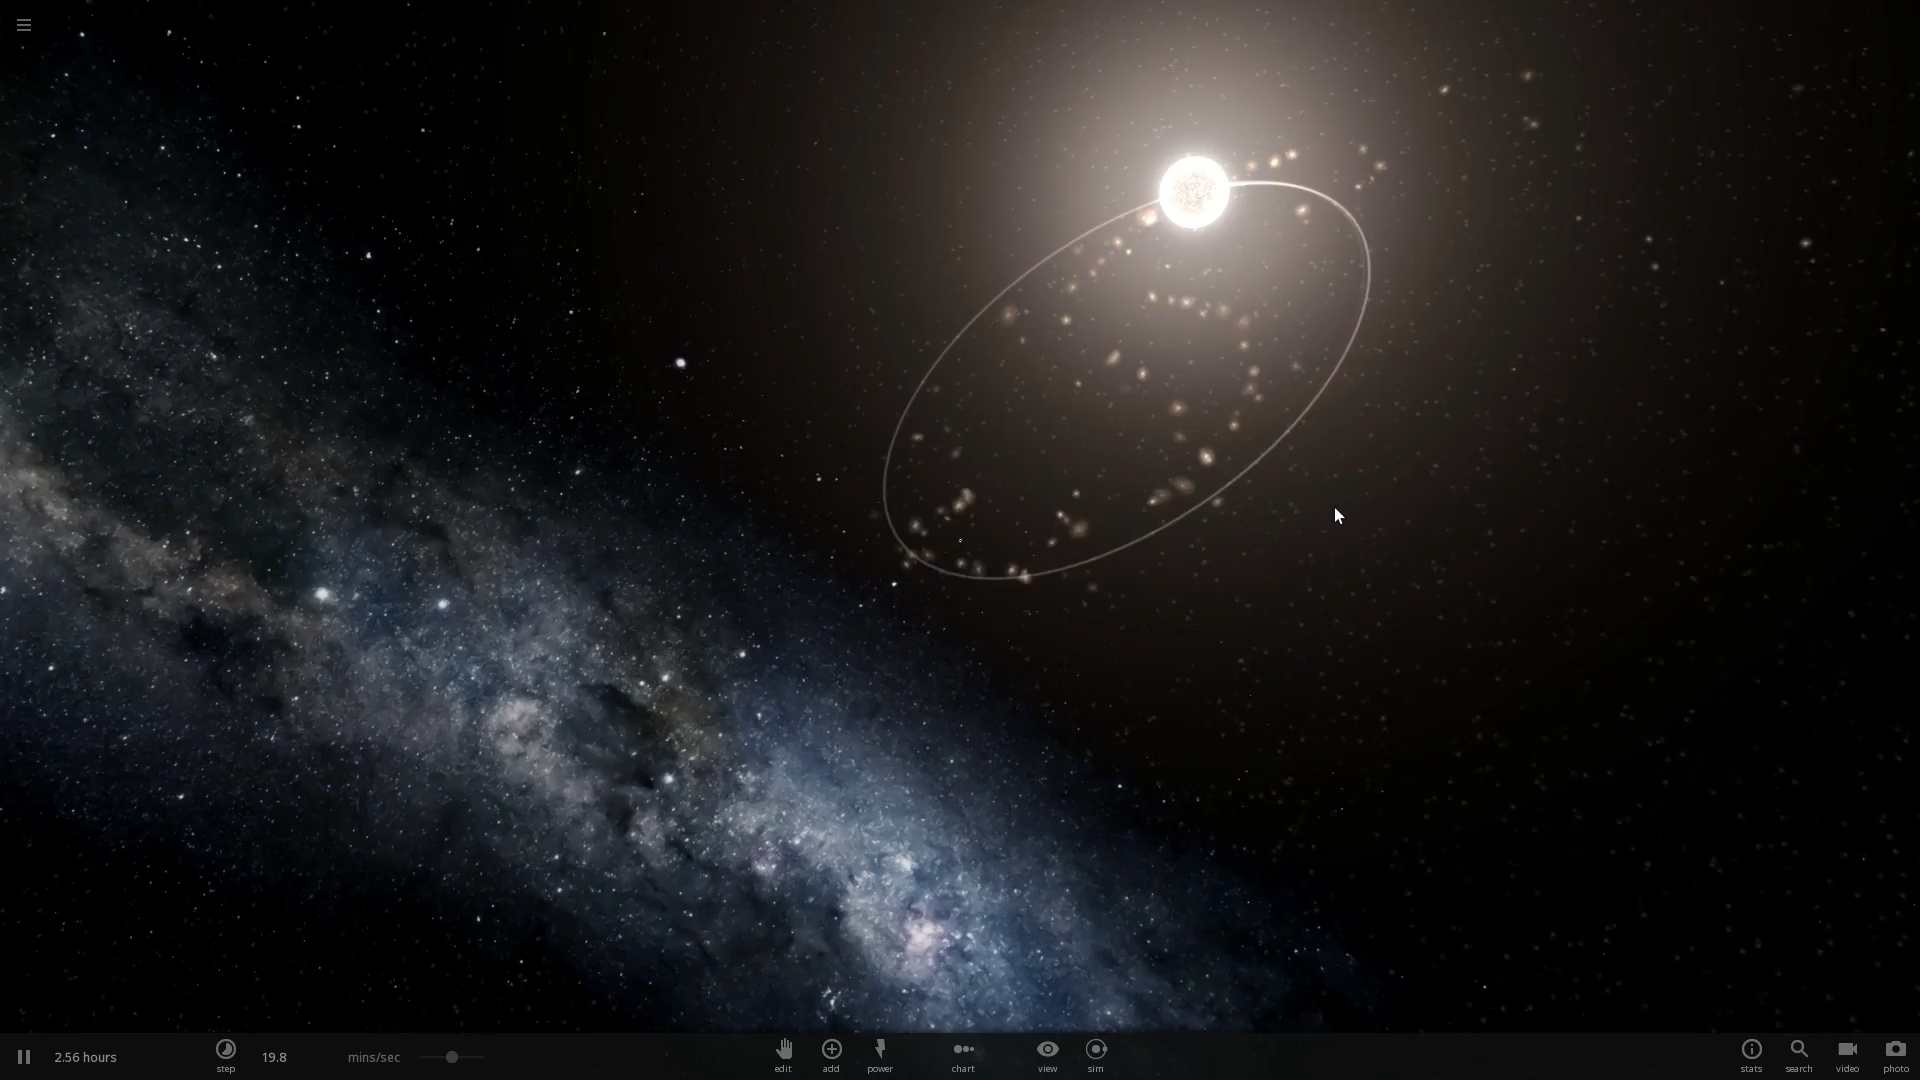 2.56 hours
step
19.8
mins/sec
edit
add
power
chart
view
sim
stats
search
video
photo